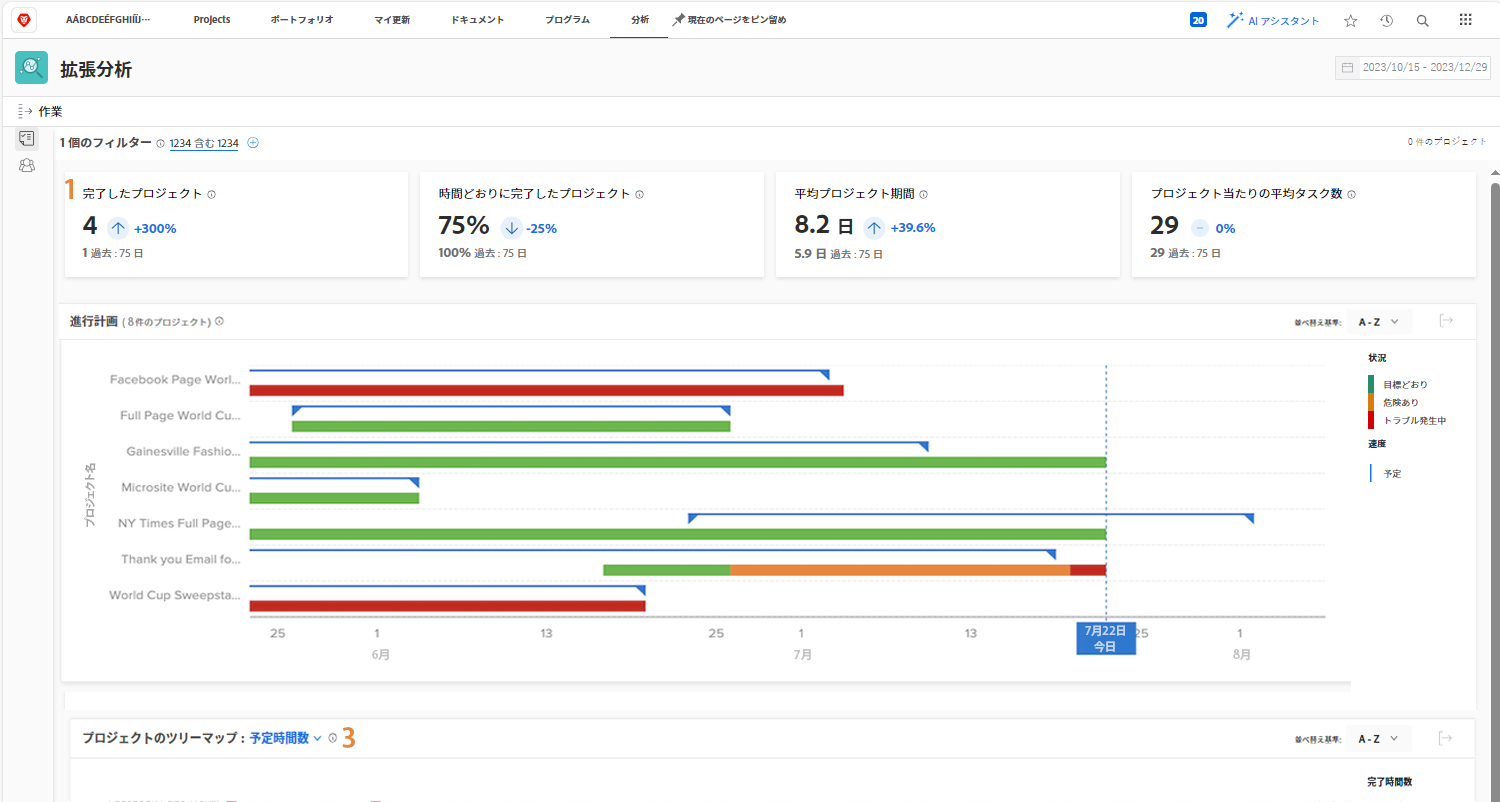 AÁBCDEÉFGHIÍÏJ… Projects ポートフォリオ マイ更新 ドキュメント プログラム 分析 現在のページをピン留め 20 AI アシスタント
拡張分析 2023/10/15 - 2023/12/29
作業
1 個のフィルター 1234 含む 1234 0 件のプロジェクト
1 完了したプロジェクト
4 +300%
1 過去 : 75 日
時間どおりに完了したプロジェクト
75% -25%
100% 過去 : 75 日
平均プロジェクト期間
8.2 日 +39.6%
5.9 日 過去 : 75 日
プロジェクト当たりの平均タスク数
29 0%
29 過去 : 75 日
進行計画 ( 8件のプロジェクト) 並べ替え基準: A - Z
プロジェクト名
Facebook Page Worl...
Full Page World Cu...
Gainesville Fashio...
Microsite World Cu...
NY Times Full Page...
Thank you Email fo...
World Cup Sweepsta...
25 1 13 25 1 13 25 1
6月 7月 8月
7月22日
今日
状況
目標どおり
危険あり
トラブル発生中
速度
予定
プロジェクトのツリーマップ : 予定時間数 3 並べ替え基準: A - Z
完了時間数